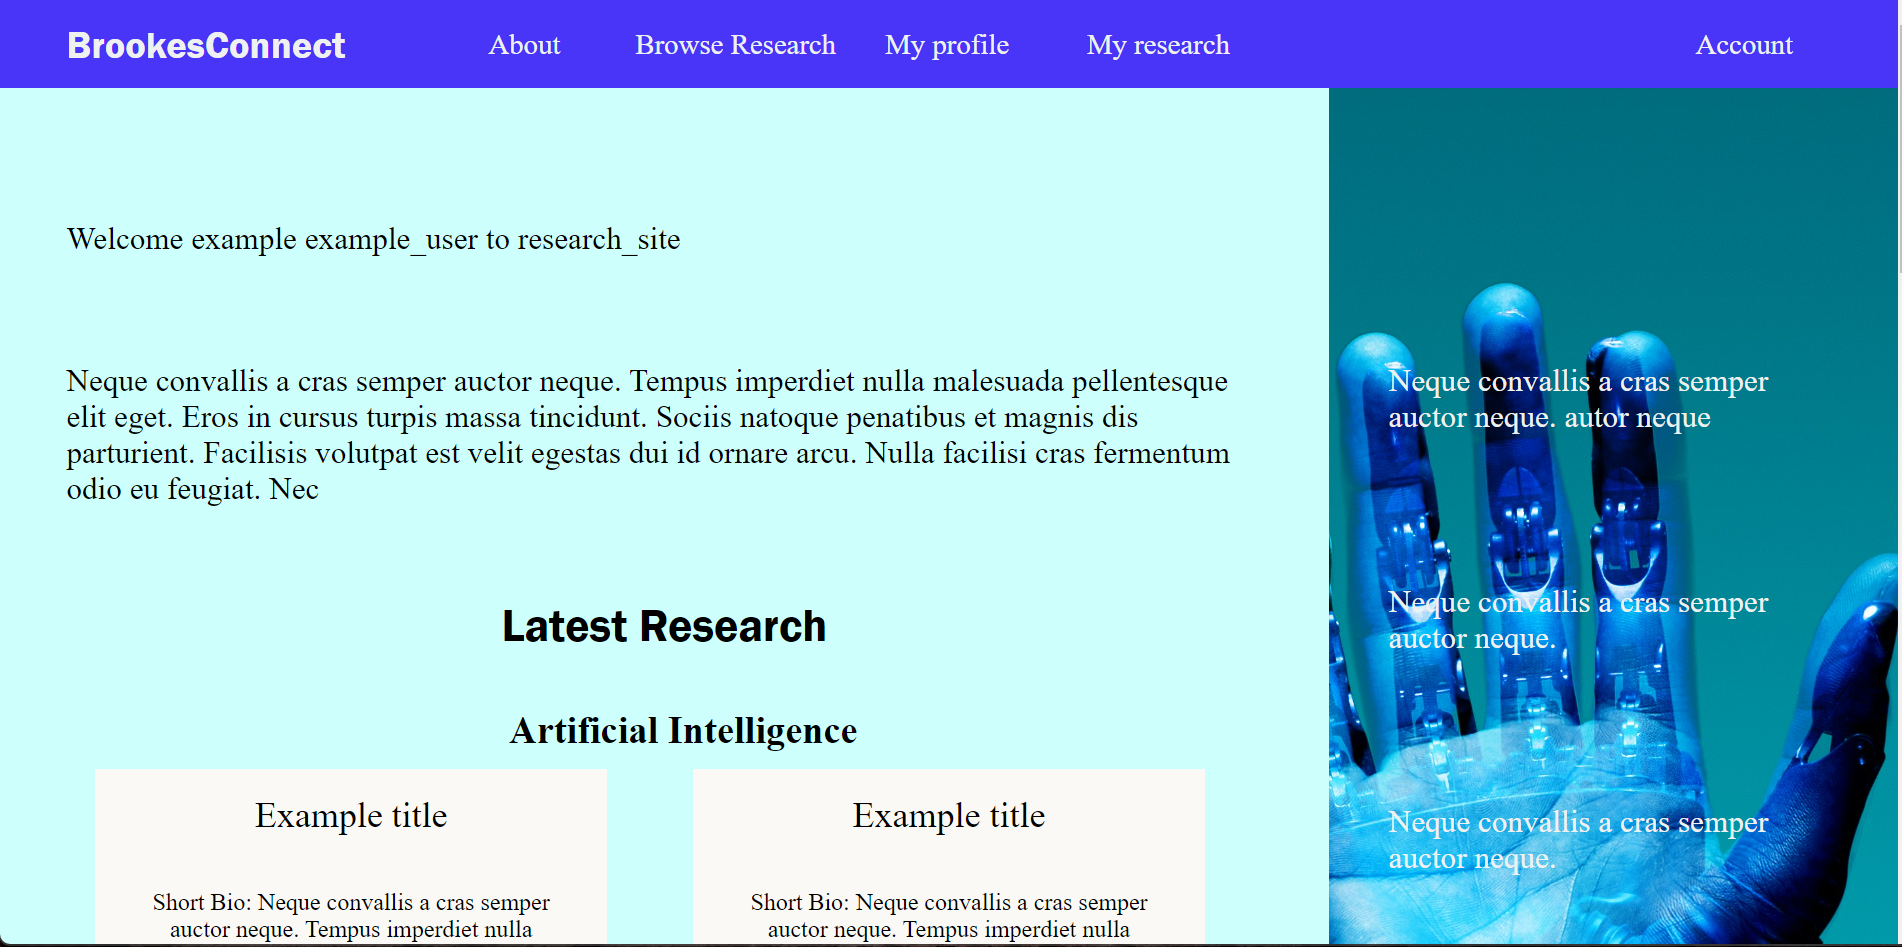 BrookesConnect
About
Browse Research
My profile
My research
Account
Welcome example example_user to research_site
Neque convallis a cras semper auctor neque. Tempus imperdiet nulla malesuada pellentesque
elit eget. Eros in cursus turpis massa tincidunt. Sociis natoque penatibus et magnis dis
parturient. Facilisis volutpat est velit egestas dui id ornare arcu. Nulla facilisi cras fermentum
odio eu feugiat. Nec
Latest Research
Artificial Intelligence
Example title
Short Bio: Neque convallis a cras semper
auctor neque. Tempus imperdiet nulla
Example title
Short Bio: Neque convallis a cras semper
auctor neque. Tempus imperdiet nulla
Neque convallis a cras semper
auctor neque. autor neque
Neque convallis a cras semper
auctor neque.
Neque convallis a cras semper
auctor neque.